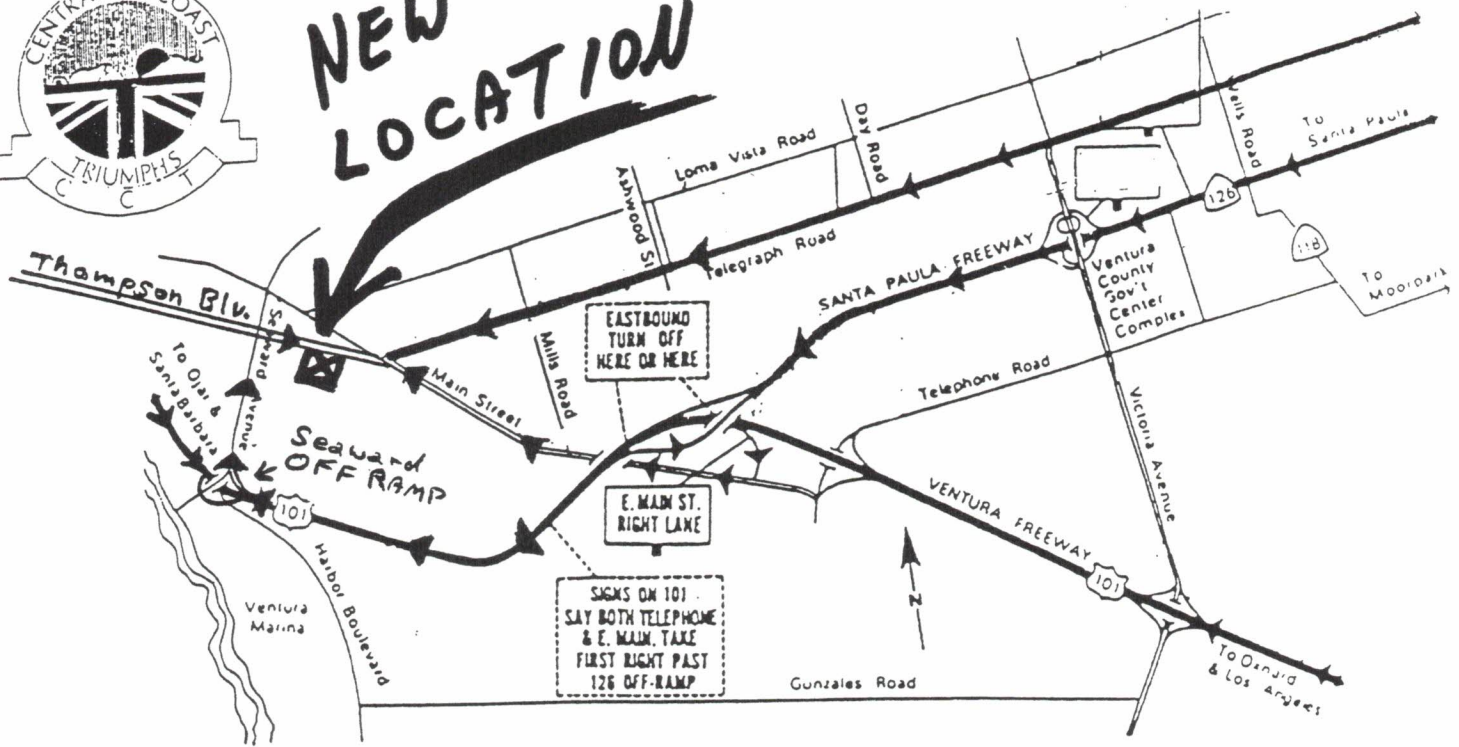 CENTRAL COAST
TRIUMPHS
C C T
NEW
LOCATION
Thompson Blv.
Loma Vista Road
Day Road
Ashwood St
Telegraph Road
Wells Road
To
Santa Paula
126
118
To
Moorpark
SANTA PAULA FREEWAY
Ventura
County
Gov't
Center
Complex
EASTBOUND
TURN OFF
HERE OR HERE
Mills Road
Main Street
Telephone Road
Victoria Avenue
Seaward Avenue
To Ojai &
Santa Barbara
Seaward
OFF RAMP
101
E. MAIN ST.
RIGHT LANE
VENTURA FREEWAY
101
SIGNS ON 101
SAY BOTH TELEPHONE
& E. MAIN. TAKE
FIRST RIGHT PAST
126 OFF-RAMP
N
Harbor Boulevard
Ventura
Marina
Gunzales Road
To Oxnard
& Los Angeles